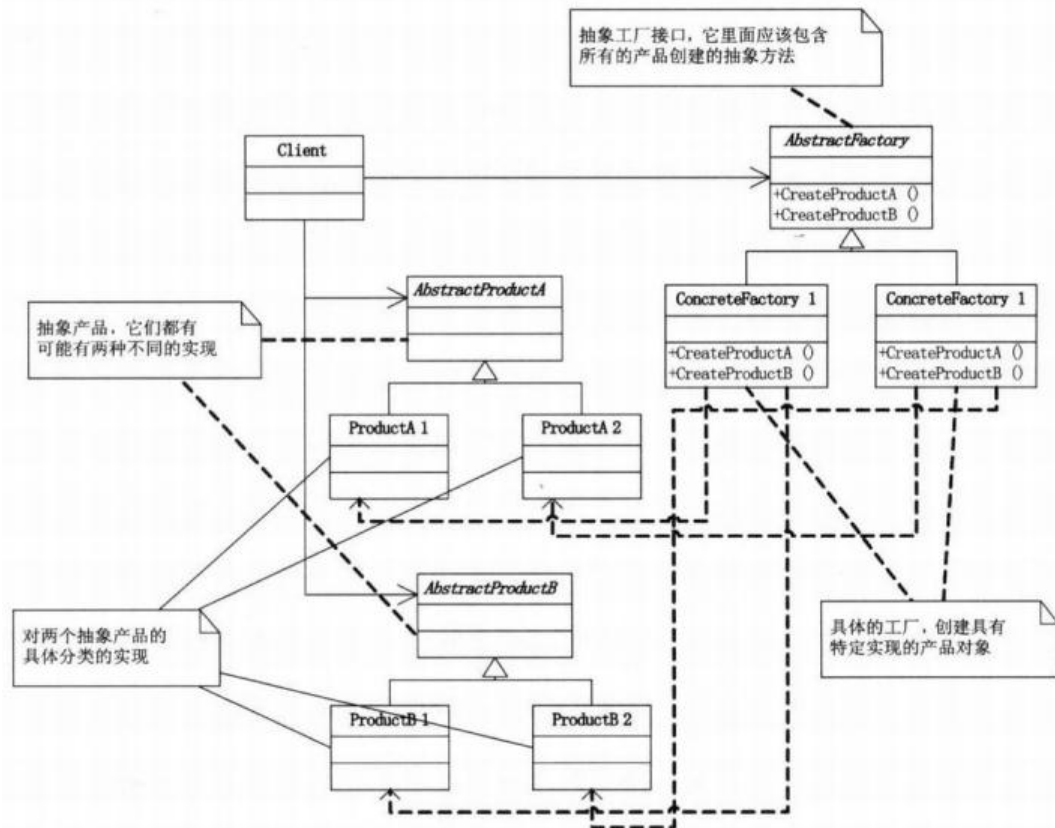 抽象工厂接口，它里面应该包含
所有的产品创建的抽象方法
Client
AbstractFactory
+CreateProductA ()
+CreateProductB ()
AbstractProductA
ConcreteFactory 1
+CreateProductA ()
+CreateProductB ()
ConcreteFactory 1
+CreateProductA ()
+CreateProductB ()
抽象产品，它们都有
可能有两种不同的实现
ProductA 1
ProductA 2
AbstractProductB
对两个抽象产品的
具体分类的实现
具体的工厂，创建具有
特定实现的产品对象
ProductB 1
ProductB 2